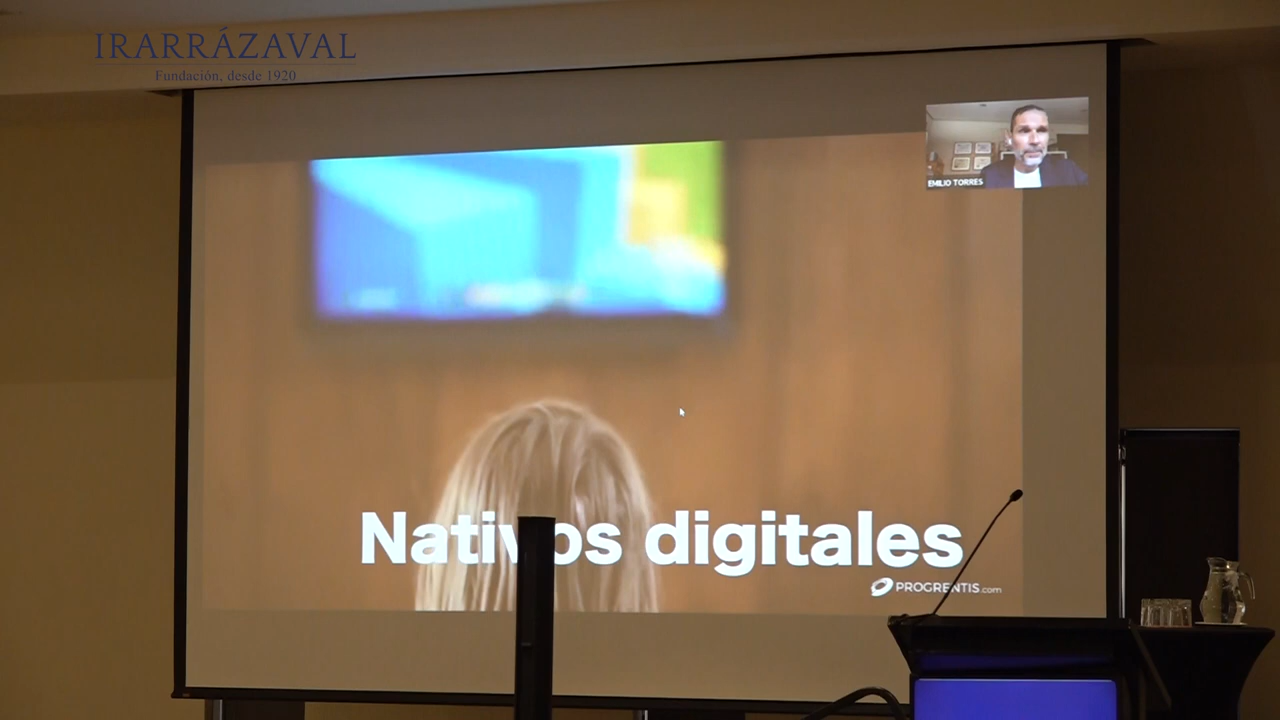 IRARRÁZAVAL
Fundación, desde 1920
EMILIO TORRES
Nativos digitales
PROGRENTIS.com